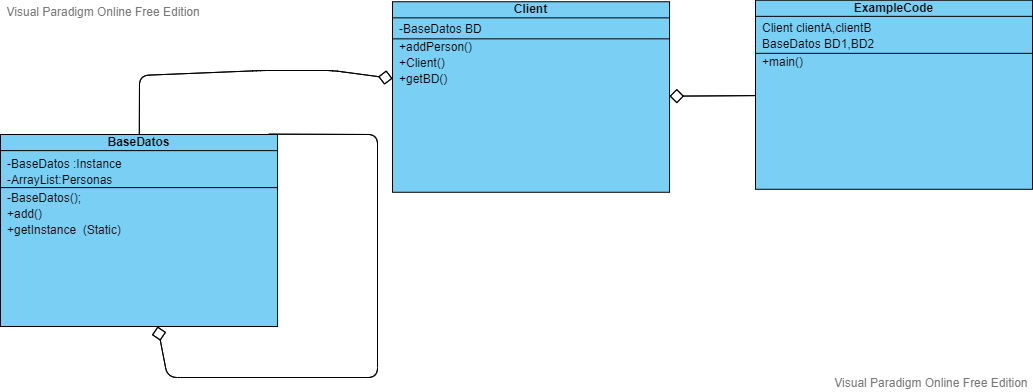 Visual Paradigm Online Free Edition
Client
-BaseDatos BD
+addPerson()
+Client()
+getBD()
ExampleCode
Client clientA,clientB
BaseDatos BD1,BD2
+main()
BaseDatos
-BaseDatos :Instance
-ArrayList:Personas
-BaseDatos();
+add()
+getInstance  (Static)
Visual Paradigm Online Free Edition